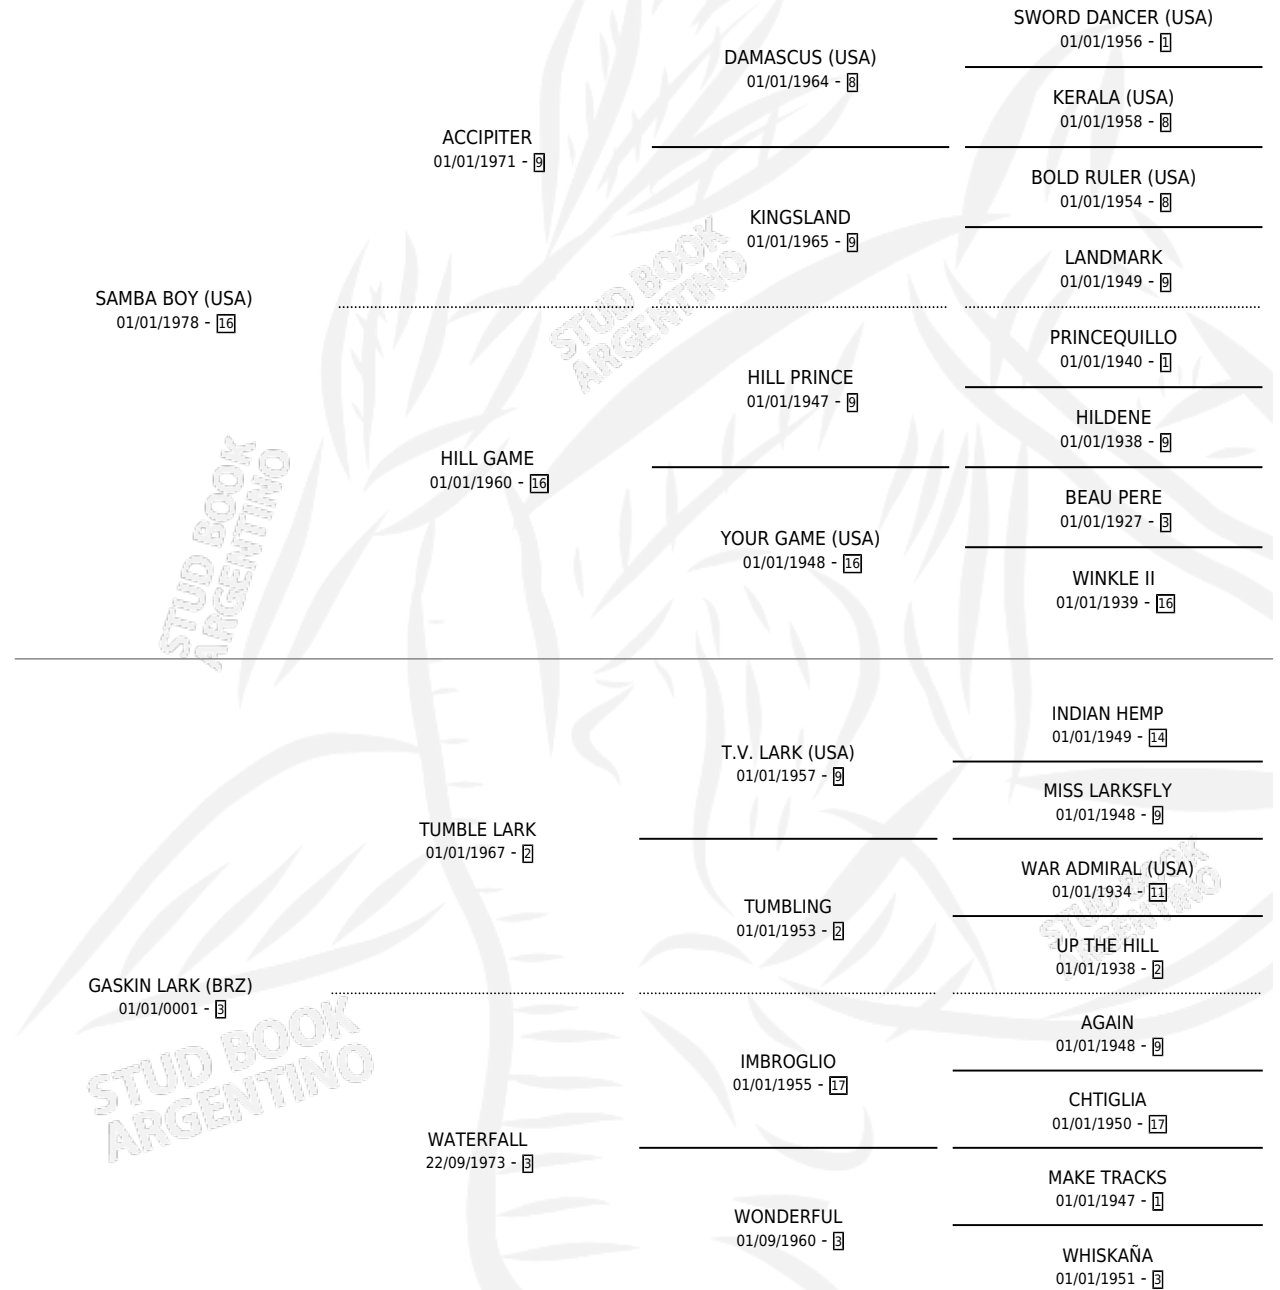 SWORD DANCER (USA)
01/01/1956 - 1
DAMASCUS (USA)
01/01/1964 - 8
KERALA (USA)
01/01/1958 - 8
ACCIPITER
01/01/1971 - 9
BOLD RULER (USA)
01/01/1954 - 8
KINGSLAND
01/01/1965 - 9
LANDMARK
01/01/1949 - 9
SAMBA BOY (USA)
01/01/1978 - 16
PRINCEQUILLO
01/01/1940 - 1
HILL PRINCE
01/01/1947 - 9
HILDENE
01/01/1938 - 9
HILL GAME
01/01/1960 - 16
BEAU PERE
01/01/1927 - 3
YOUR GAME (USA)
01/01/1948 - 16
WINKLE II
01/01/1939 - 16
INDIAN HEMP
01/01/1949 - 14
T.V. LARK (USA)
01/01/1957 - 9
MISS LARKSFLY
01/01/1948 - 9
TUMBLE LARK
01/01/1967 - 2
WAR ADMIRAL (USA)
01/01/1934 - 11
TUMBLING
01/01/1953 - 2
UP THE HILL
01/01/1938 - 2
GASKIN LARK (BRZ)
01/01/0001 - 3
AGAIN
01/01/1948 - 9
IMBROGLIO
01/01/1955 - 17
CHTIGLIA
01/01/1950 - 17
WATERFALL
22/09/1973 - 3
MAKE TRACKS
01/01/1947 - 1
WONDERFUL
01/09/1960 - 3
WHISKAÑA
01/01/1951 - 3
STUD BOOK
ARGENTINO
STUD BOOK
ARGENTINO
STUD BOOK
ARGENTINO
STUD BOOK
ARGENTINO